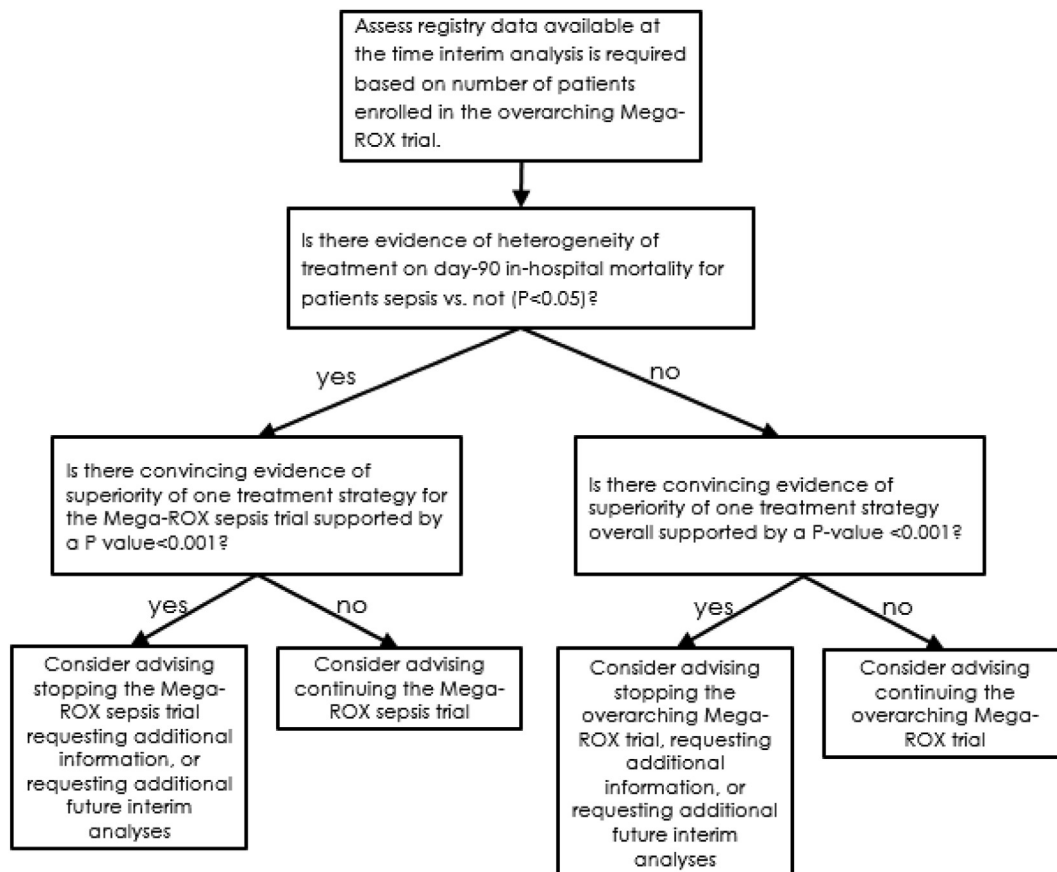 Assess registry data available at
the time interim analysis is required
based on number of patients
enrolled in the overarching Mega-
ROX trial.
Is there evidence of heterogeneity of
treatment on day-90 in-hospital mortality for
patients sepsis vs. not (P<0.05)?
yes
no
Is there convincing evidence of
superiority of one treatment strategy for
the Mega-ROX sepsis trial supported by
a P value<0.001?
Is there convincing evidence of
superiority of one treatment strategy
overall supported by a P-value <0.001?
yes
no
yes
no
Consider advising
stopping the Mega-
ROX sepsis trial
requesting additional
information, or
requesting additional
future interim
analyses
Consider advising
continuing the Mega-
ROX sepsis trial
Consider advising
stopping the
overarching Mega-
ROX trial, requesting
additional
information, or
requesting additional
future interim
analyses
Consider advising
continuing the
overarching Mega-
ROX trial